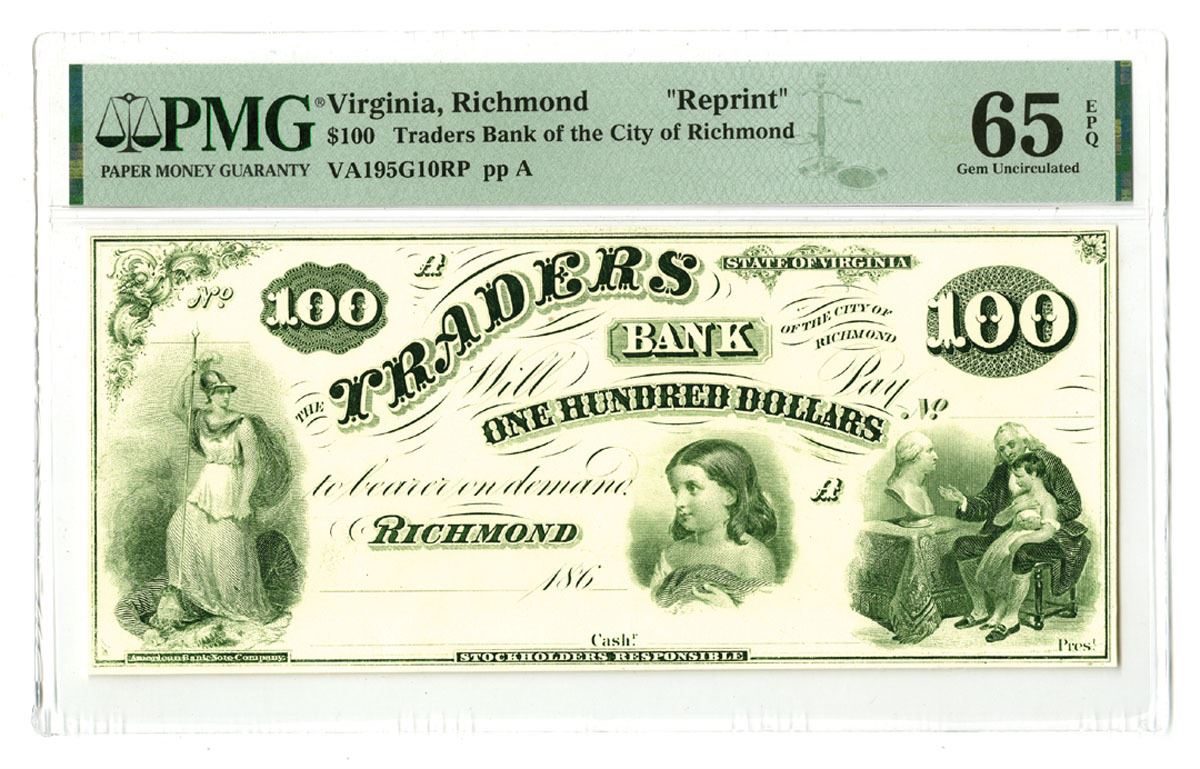 PMG®
PAPER MONEY GUARANTY
Virginia, Richmond "Reprint"
$100 Traders Bank of the City of Richmond
VA195G10RP pp A
65
EPQ
Gem Uncirculated
No
100
A
THE TRADERS
BANK
STATE OF VIRGINIA
OF THE CITY OF
RICHMOND
100
Will Pay
ONE HUNDRED DOLLARS
No
to bearer on demand.
A
RICHMOND
186
Cash!
Pres!
American Bank Note Company.
STOCKHOLDERS RESPONSIBLE